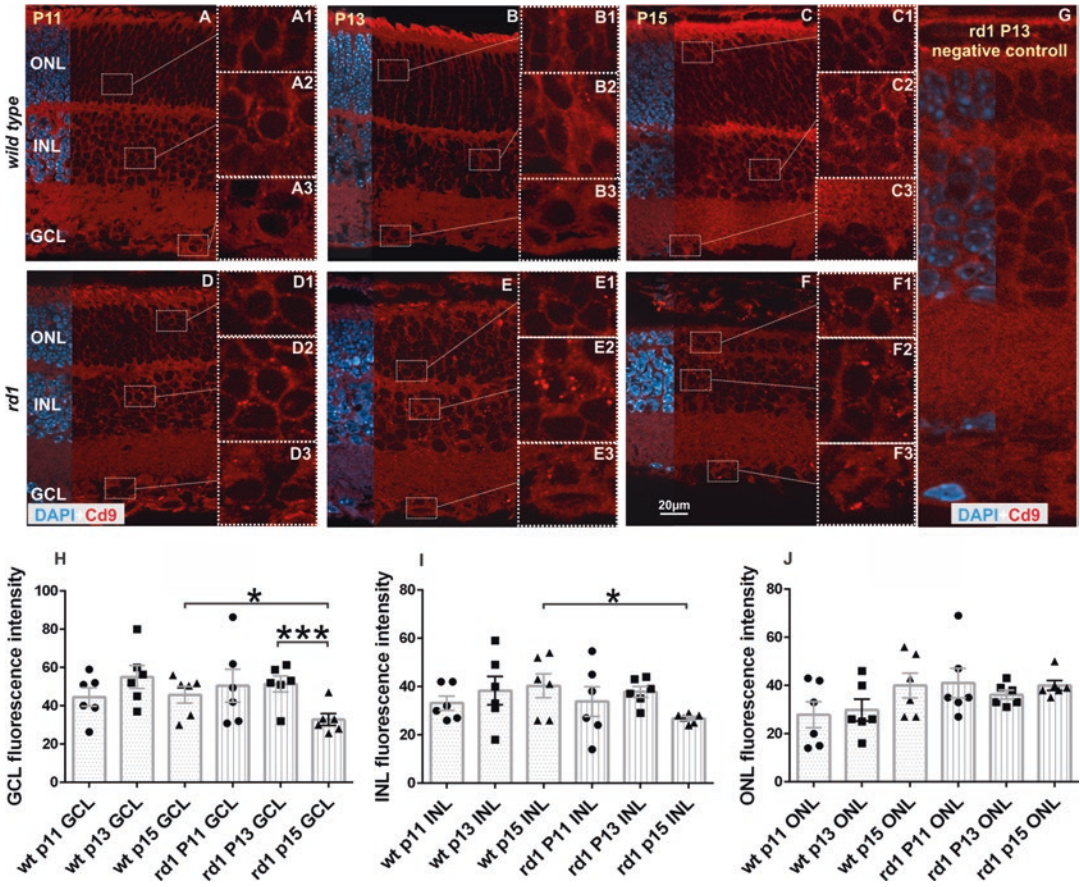 P11 A A1 P13 B B1 P15 C C1 G
rd1 P13
negative controll
ONL
A2 B2 C2
wild type
INL
A3 B3 C3
GCL
D D1 E E1 F F1
ONL
D2 E2 F2
rd1
INL
D3 E3 F3
GCL
DAPI+Cd9
20µm
DAPI+Cd9
H
GCL fluorescence intensity
100
80
60
40
20
0
*
***
wt p11 GCL
wt p13 GCL
wt p15 GCL
rd1 P11 GCL
rd1 P13 GCL
rd1 p15 GCL
I
INL fluorescence intensity
80
60
40
20
0
*
wt p11 INL
wt p13 INL
wt p15 INL
rd1 P11 INL
rd1 P13 INL
rd1 p15 INL
J
ONL fluorescence intensity
80
60
40
20
0
wt p11 ONL
wt p13 ONL
wt p15 ONL
rd1 P11 ONL
rd1 P13 ONL
rd1 p15 ONL